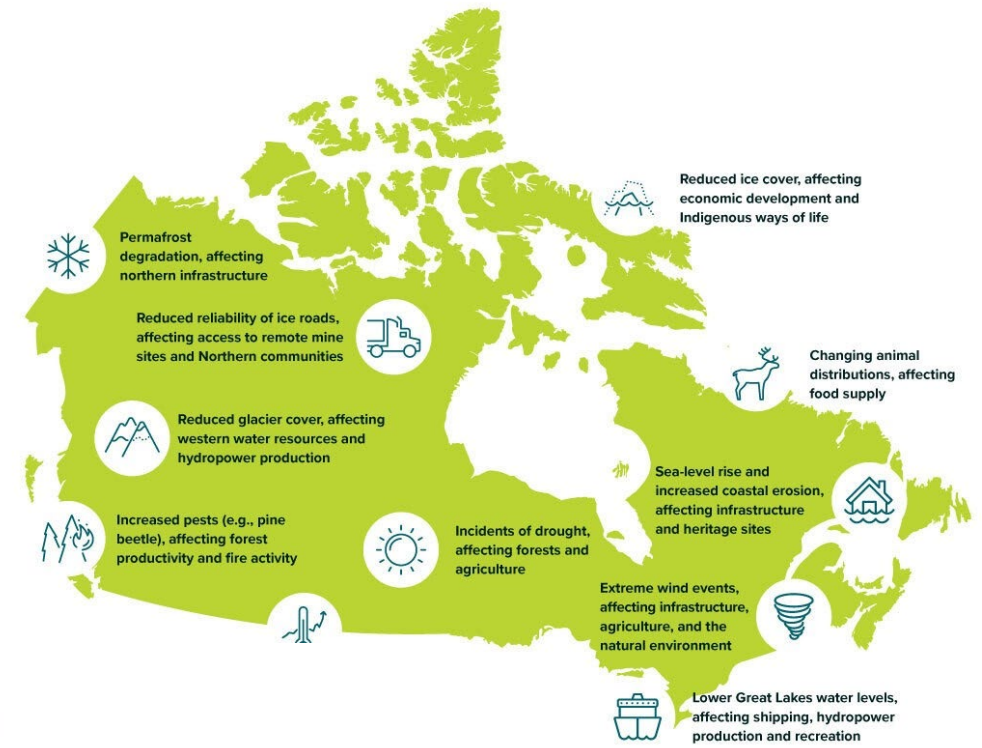 Reduced ice cover, affecting
economic development and
Indigenous ways of life
Permafrost
degradation, affecting
northern infrastructure
Reduced reliability of ice roads,
affecting access to remote mine
sites and Northern communities
Changing animal
distributions, affecting
food supply
Reduced glacier cover, affecting
western water resources and
hydropower production
Sea-level rise and
increased coastal erosion,
affecting infrastructure
and heritage sites
Increased pests (e.g., pine
beetle), affecting forest
productivity and fire activity
Incidents of drought,
affecting forests and
agriculture
Extreme wind events,
affecting infrastructure,
agriculture, and the
natural environment
Lower Great Lakes water levels,
affecting shipping, hydropower
production and recreation